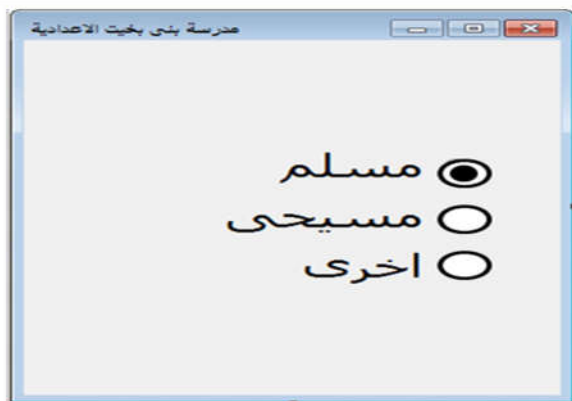 مدرسة بنى بخيت الاعدادية
مسلم
مسيحى
اخرى